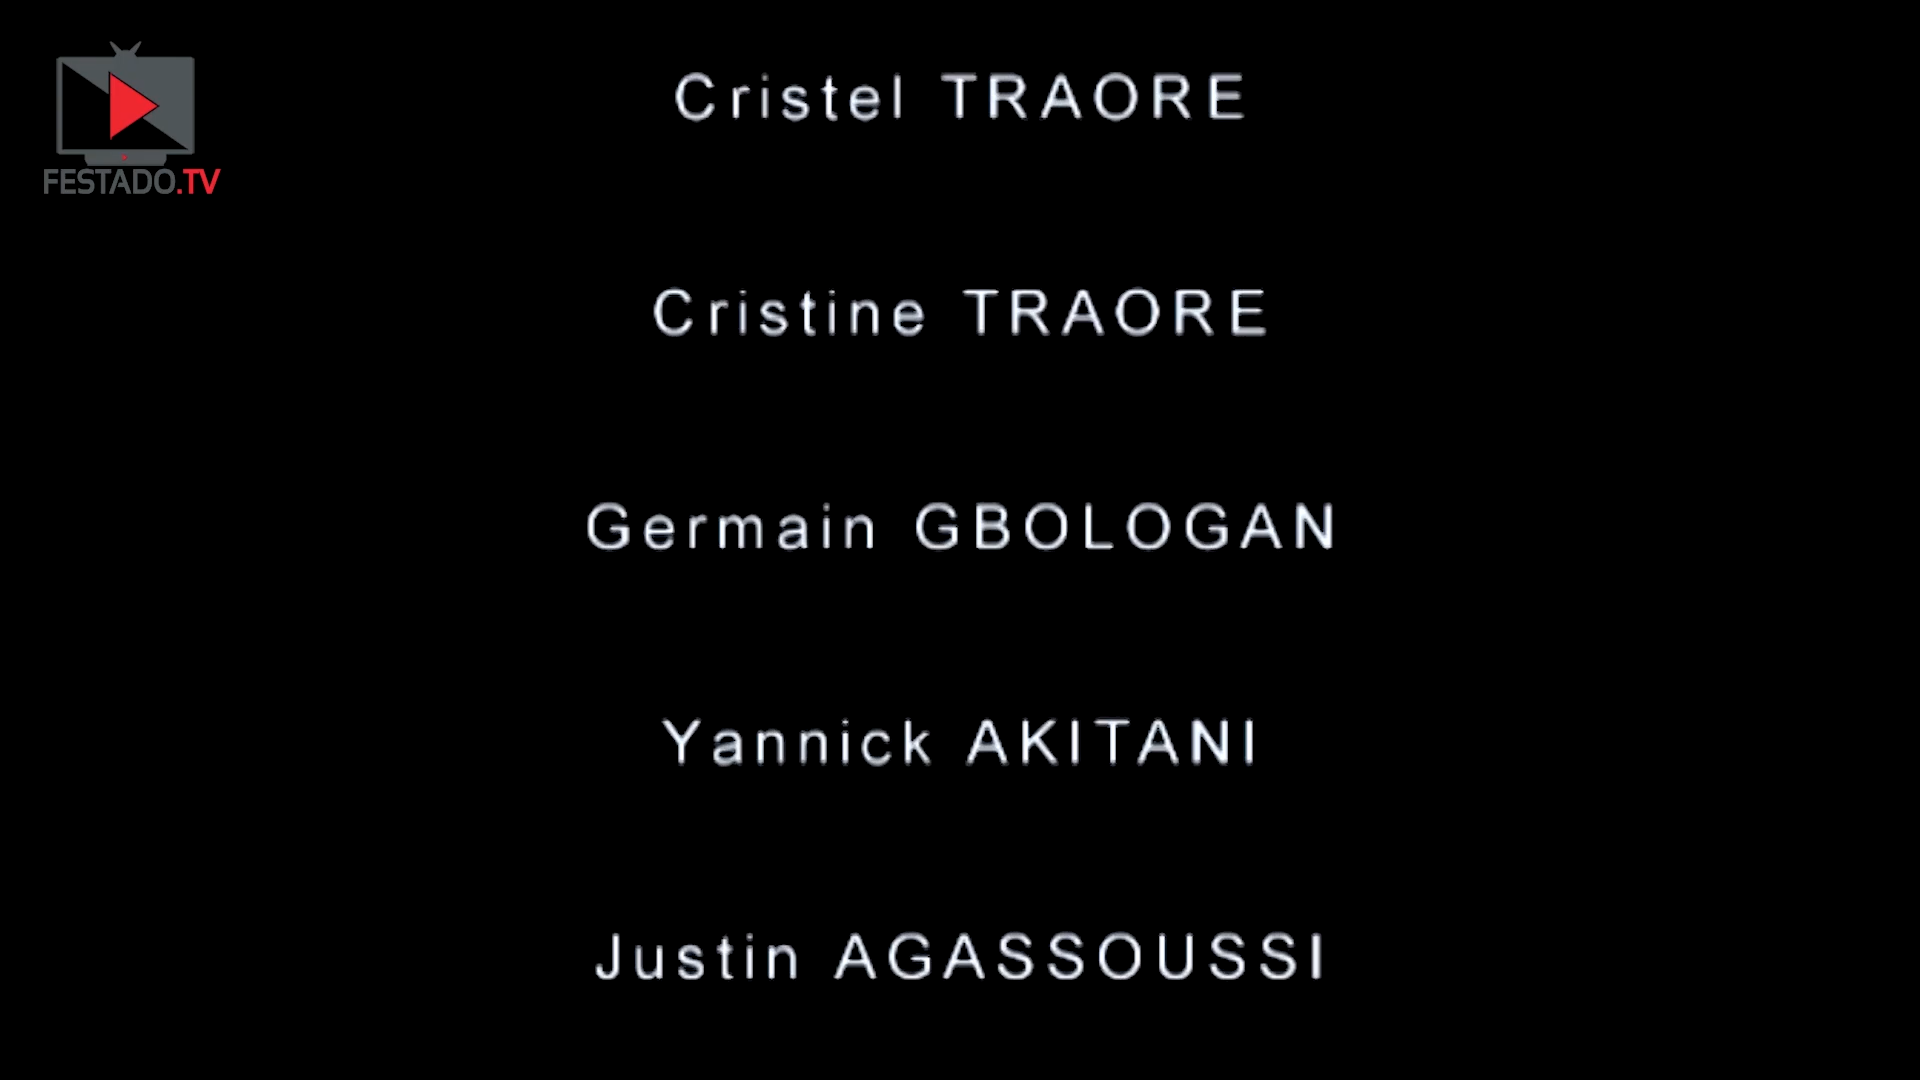 FESTADO.TV
Cristel TRAORE
Cristine TRAORE
Germain GBOLOGAN
Yannick AKITANI
Justin AGASSOUSSI